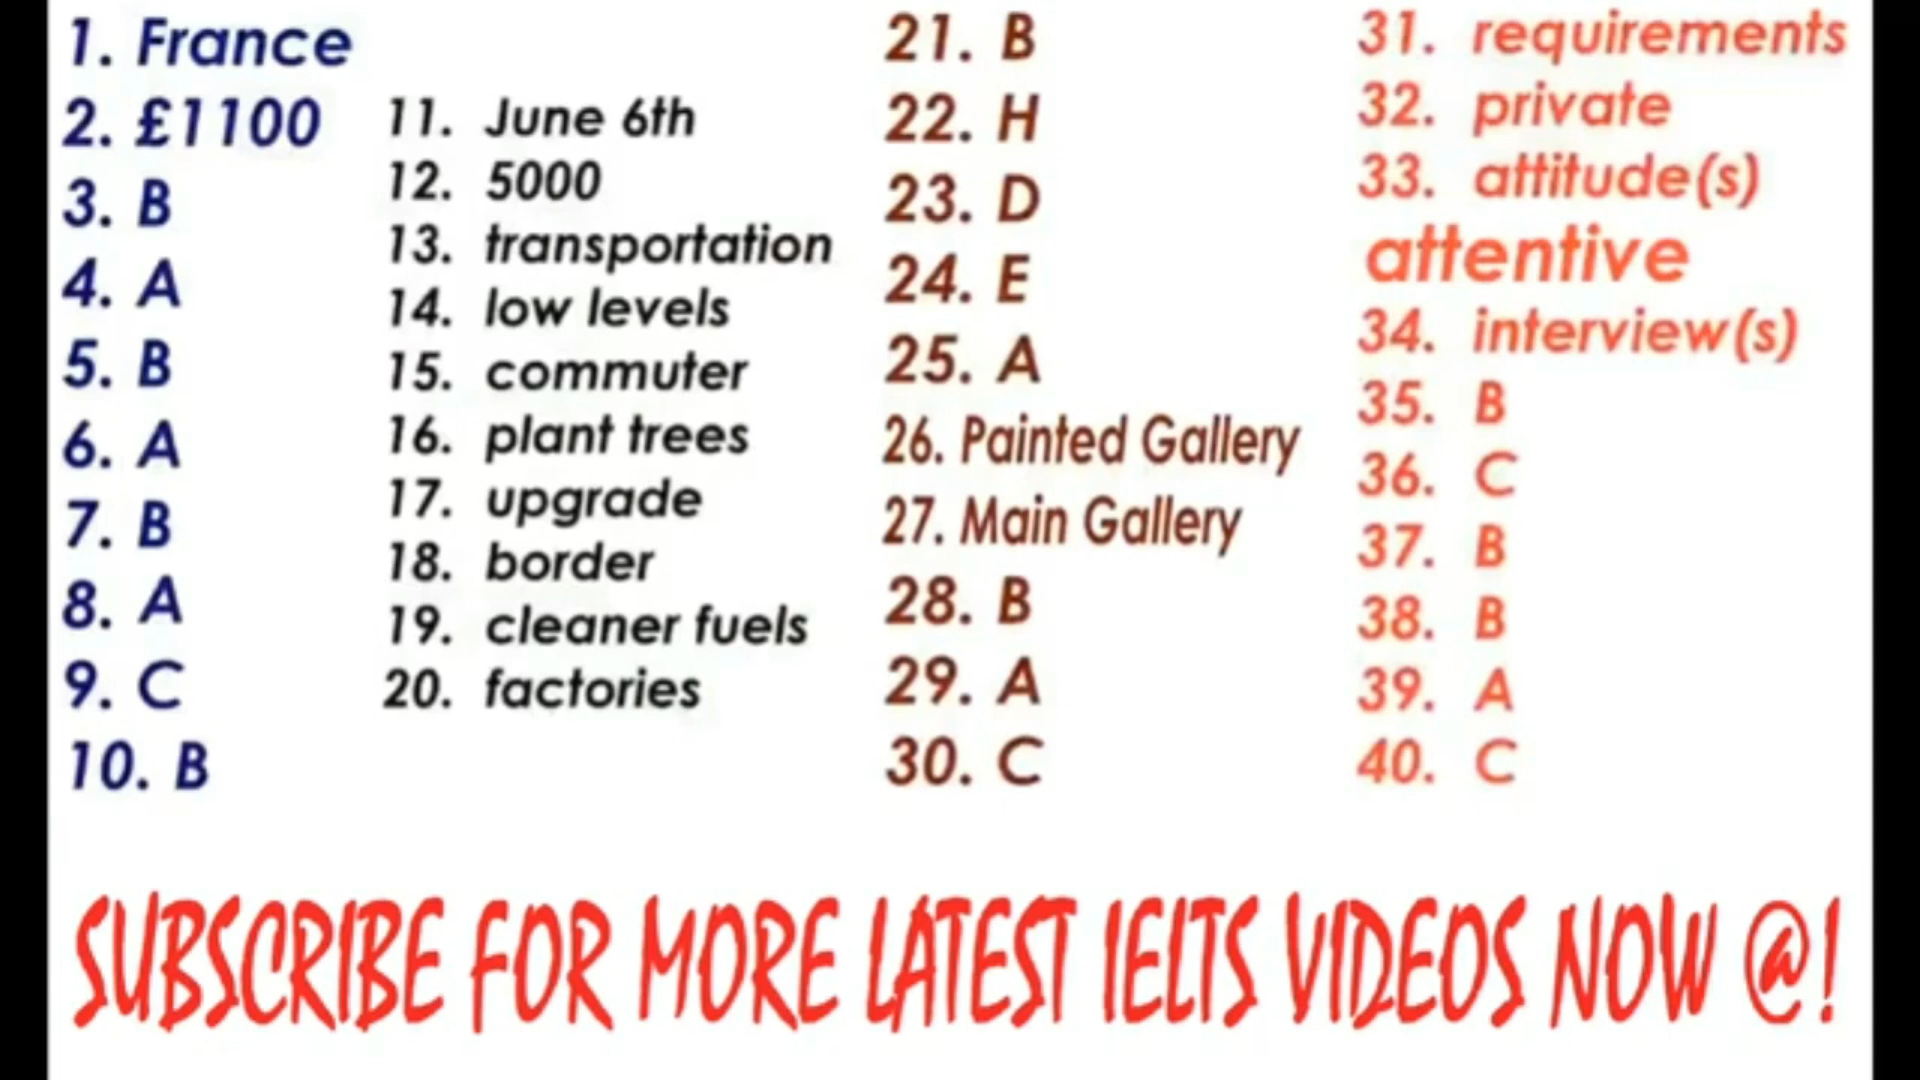 1. France
2. £1100
3. B
4. A
5. B
6. A
7. B
8. A
9. C
10. B
11. June 6th
12. 5000
13. transportation
14. low levels
15. commuter
16. plant trees
17. upgrade
18. border
19. cleaner fuels
20. factories
21. B
22. H
23. D
24. E
25. A
26. Painted Gallery
27. Main Gallery
28. B
29. A
30. C
31. requirements
32. private
33. attitude(s)
attentive
34. interview(s)
35. B
36. C
37. B
38. B
39. A
40. C
SUBSCRIBE FOR MORE LATEST IELTS VIDEOS NOW @!